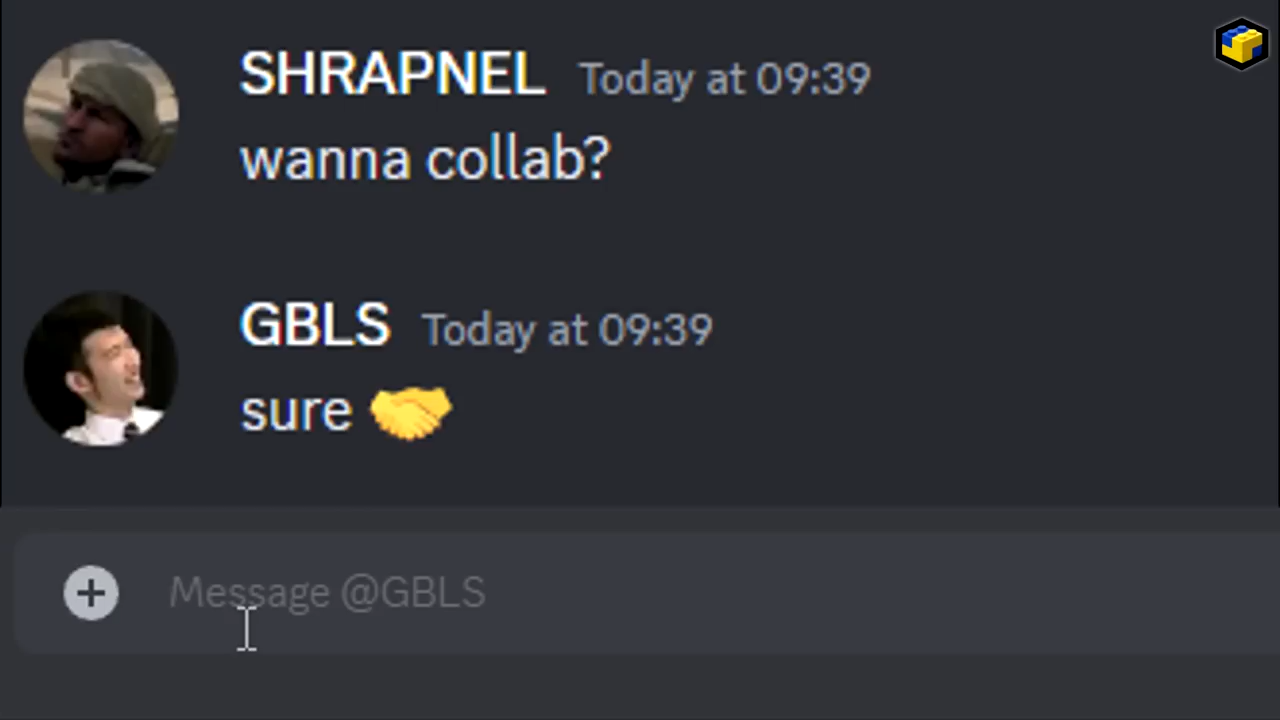 SHRAPNEL Today at 09:39
wanna collab?
GBLS Today at 09:39
sure 🤝
Message @GBLS